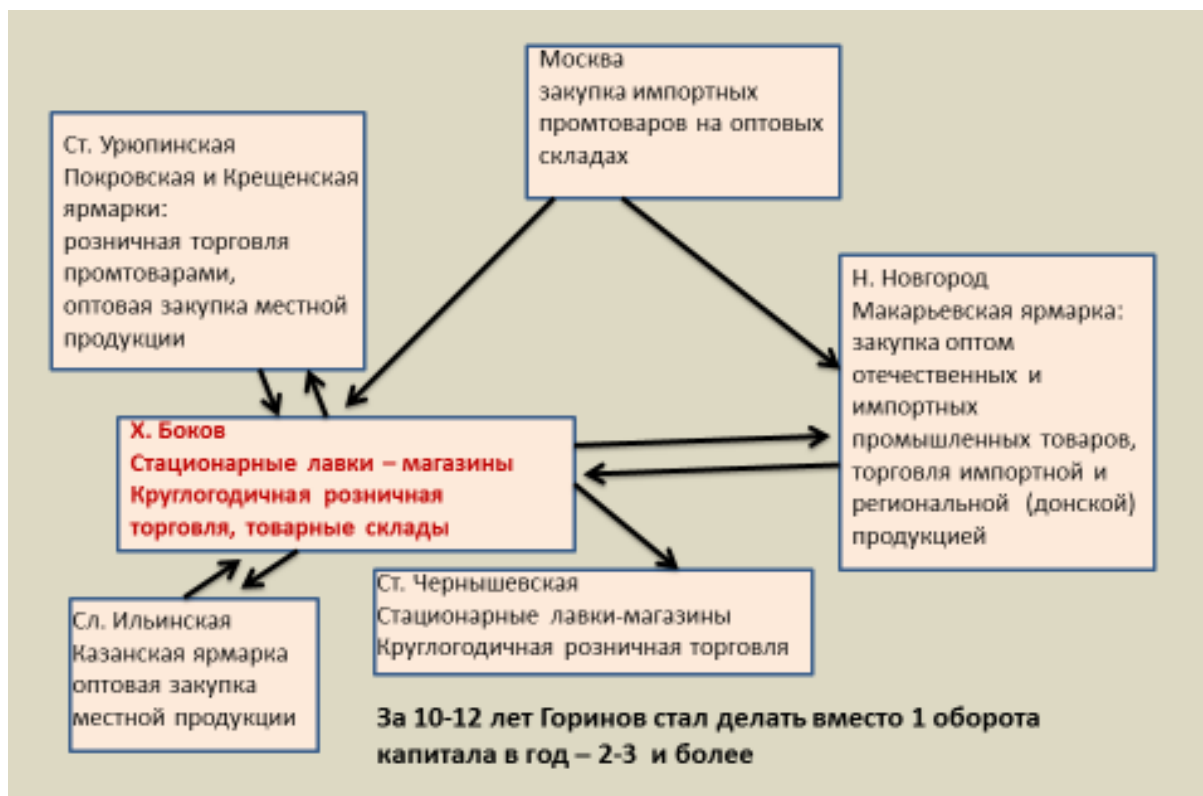 Москва
закупка импортных
промтоваров на оптовых
складах
Ст. Урюпинская
Покровская и Крещенская
ярмарки:
розничная торговля
промтоварами,
оптовая закупка местной
продукции
Н. Новгород
Макарьевская ярмарка:
закупка оптом
отечественных и
импортных
промышленных товаров,
торговля импортной и
региональной (донской)
продукцией
Х. Боков
Стационарные лавки – магазины
Круглогодичная розничная
торговля, товарные склады
Ст. Чернышевская
Стационарные лавки-магазины
Круглогодичная розничная торговля
Сл. Ильинская
Казанская ярмарка
оптовая закупка
местной продукции
За 10-12 лет Горинов стал делать вместо 1 оборота
капитала в год – 2-3 и более